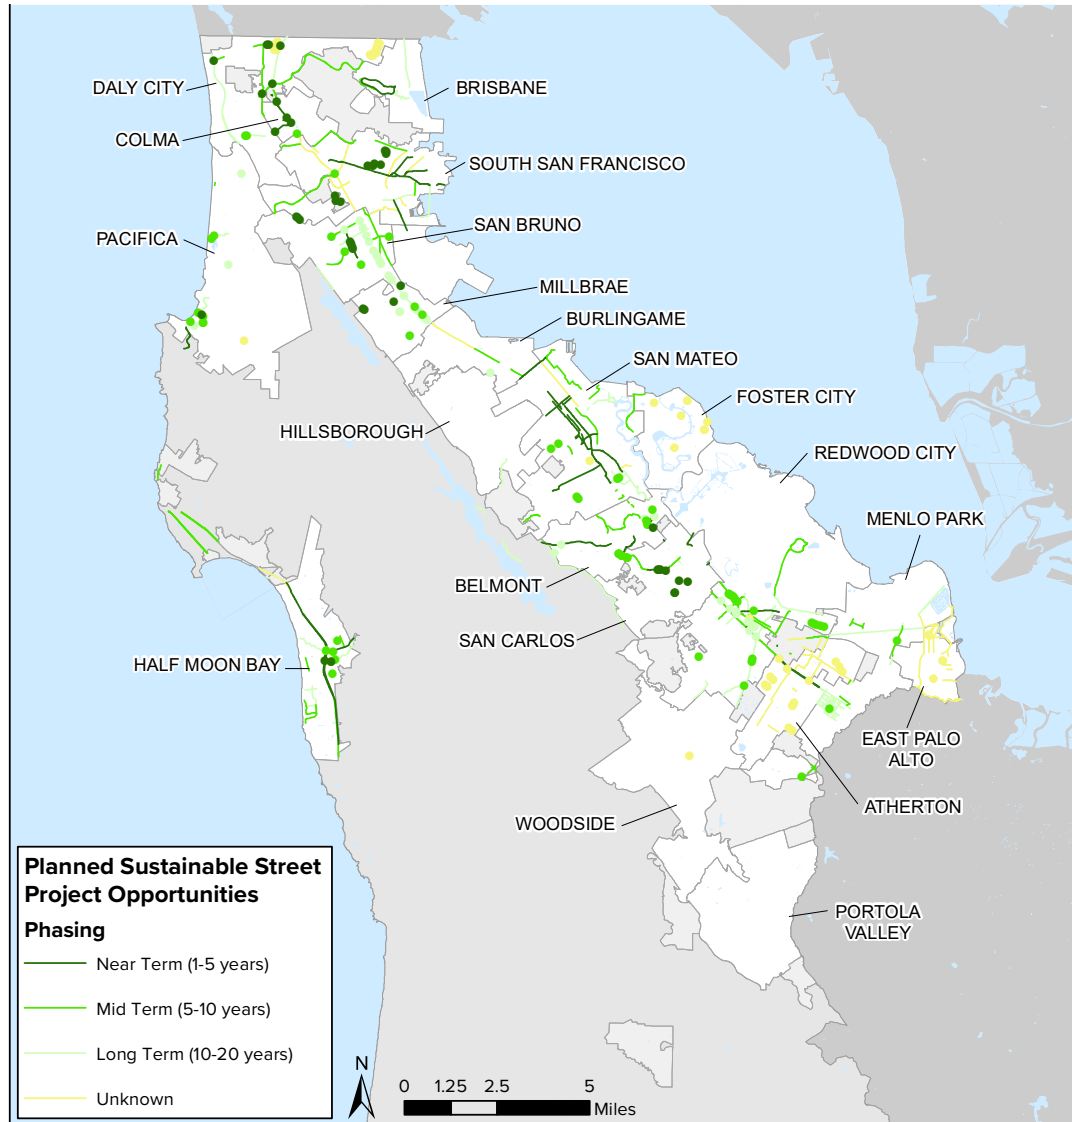 DALY CITY
BRISBANE
COLMA
SOUTH SAN FRANCISCO
SAN BRUNO
PACIFICA
MILLBRAE
BURLINGAME
SAN MATEO
FOSTER CITY
HILLSBOROUGH
REDWOOD CITY
MENLO PARK
BELMONT
SAN CARLOS
HALF MOON BAY
EAST PALO
ALTO
ATHERTON
WOODSIDE
PORTOLA
VALLEY
Planned Sustainable Street
Project Opportunities
Phasing
Near Term (1-5 years)
Mid Term (5-10 years)
Long Term (10-20 years)
Unknown
N
0 1.25 2.5 5
Miles